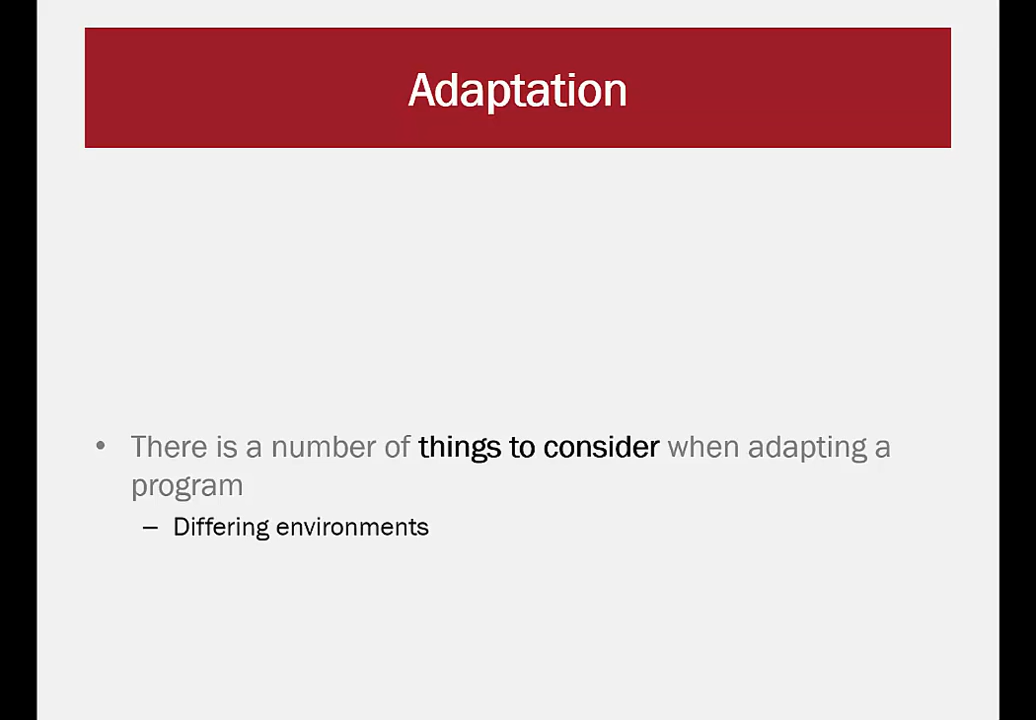 Adaptation
• There is a number of things to consider when adapting a
program
– Differing environments